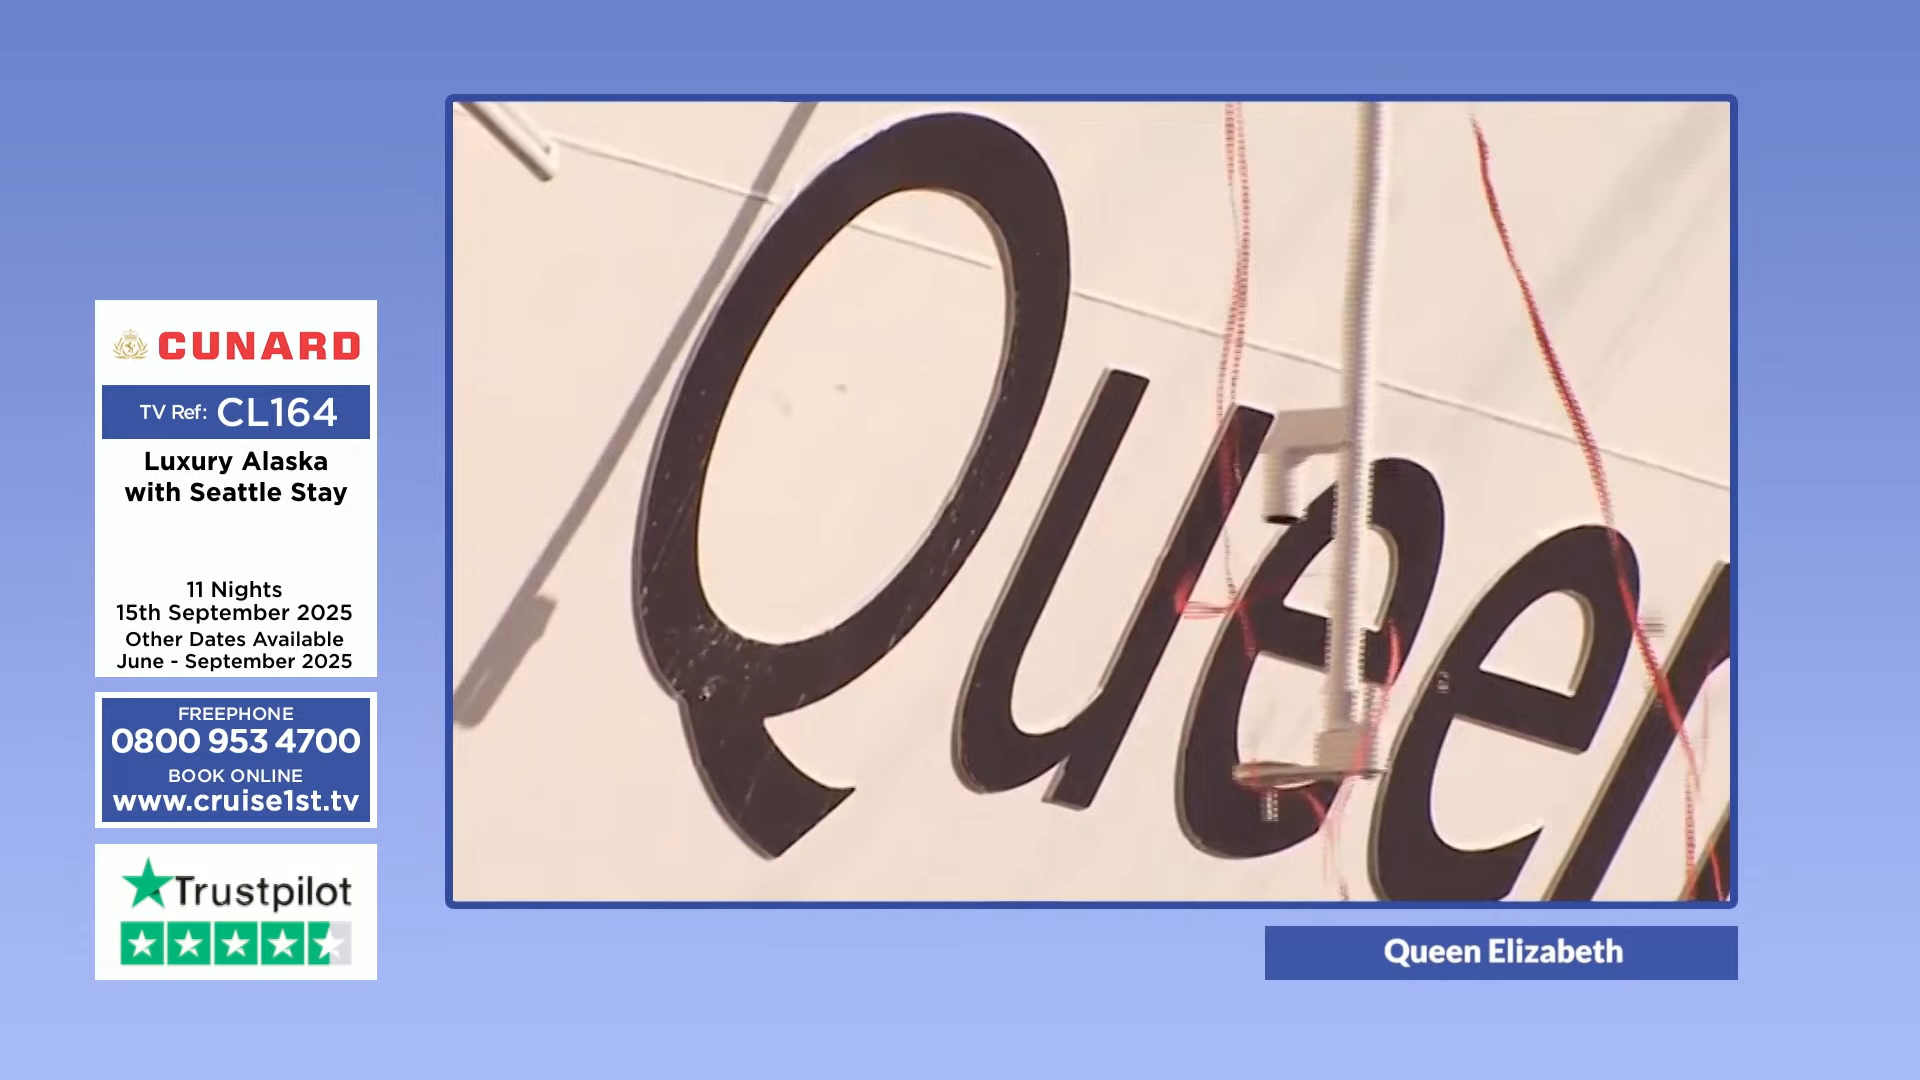 CUNARD
TV Ref: CL164
Luxury Alaska
with Seattle Stay
11 Nights
15th September 2025
Other Dates Available
June - September 2025
FREEPHONE
0800 953 4700
BOOK ONLINE
www.cruise1st.tv
Trustpilot
Queen
Queen Elizabeth